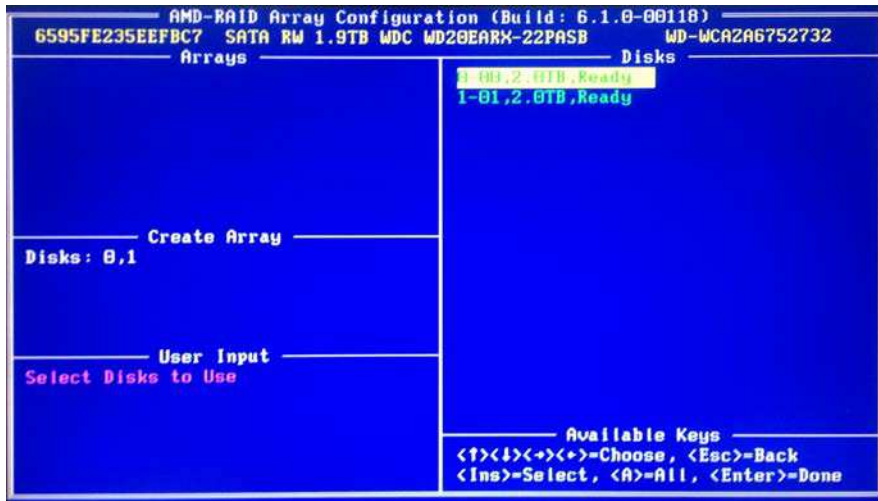 AMD-RAID Array Configuration (Build: 6.1.0-00118)
6595FE235EEFBC7 SATA RW 1.9TB WDC WD20EARX-22PASB WD-WCAZA6752732
Arrays
Disks
0-00,2.0TB,Ready
1-01,2.0TB,Ready
Create Array
Disks: 0,1
User Input
Select Disks to Use
Available Keys
<↑><↓><→><←>=Choose, <Esc>=Back
<Ins>=Select, <A>=All, <Enter>=Done